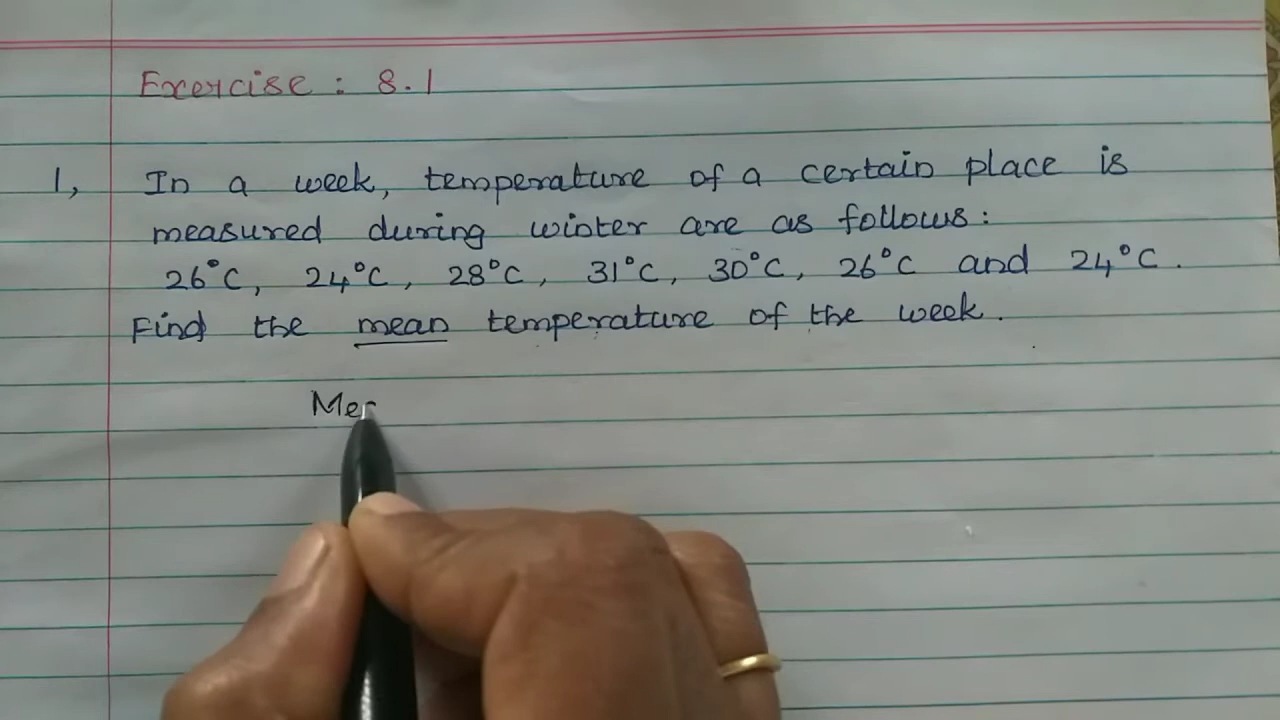 Exercise : 8.1
1, In a week, temperature of a certain place is
measured during winter are as follows:
26°C, 24°C, 28°C, 31°C, 30°C, 26°C and 24°C.
Find the mean temperature of the week.